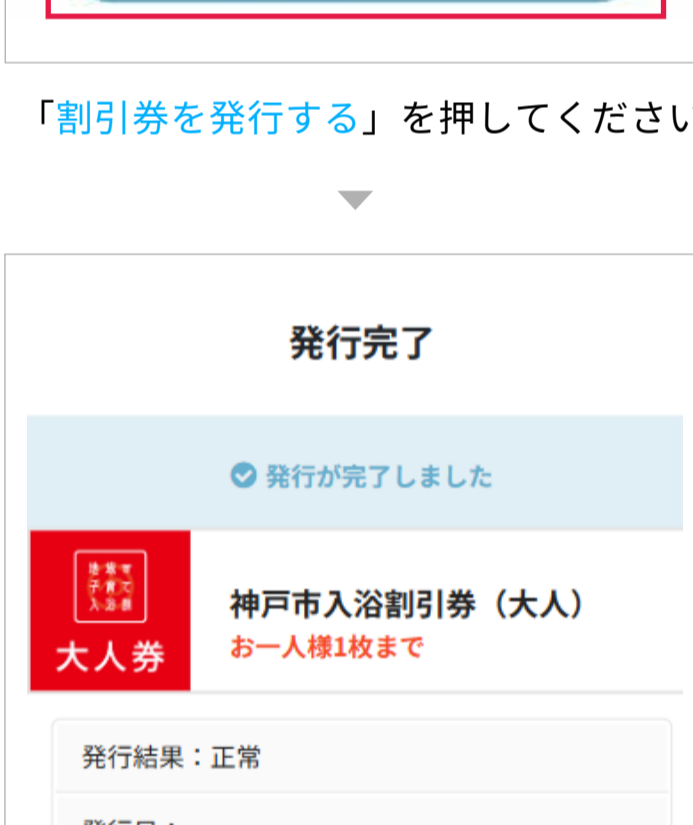 「割引券を発行する」を押してくださ
発行完了
発行が完了しました
神戸市入浴割引券（大人）
お一人様1枚まで
大人券
発行結果：正常